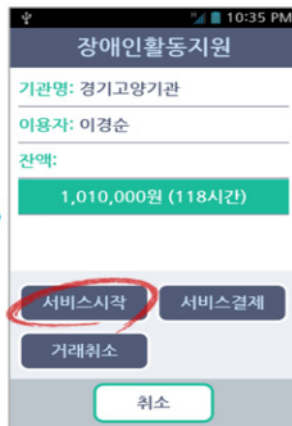 10:35 PM
장애인활동지원
기관명: 경기고양기관
이용자: 이경순
잔액:
1,010,000원 (118시간)
서비스시작 서비스결제
거래취소
취소